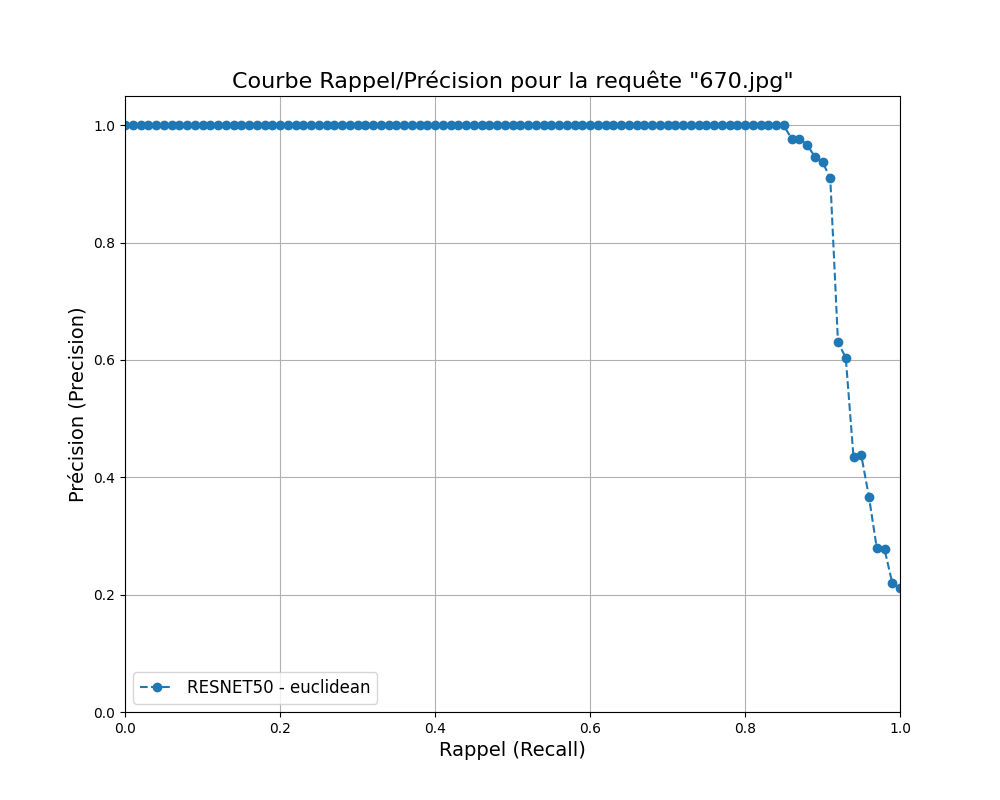 Courbe Rappel/Précision pour la requête "670.jpg"
Précision (Precision)
1.0
0.8
0.6
0.4
0.2
0.0
RESNET50 - euclidean
0.0 0.2 0.4 0.6 0.8 1.0
Rappel (Recall)